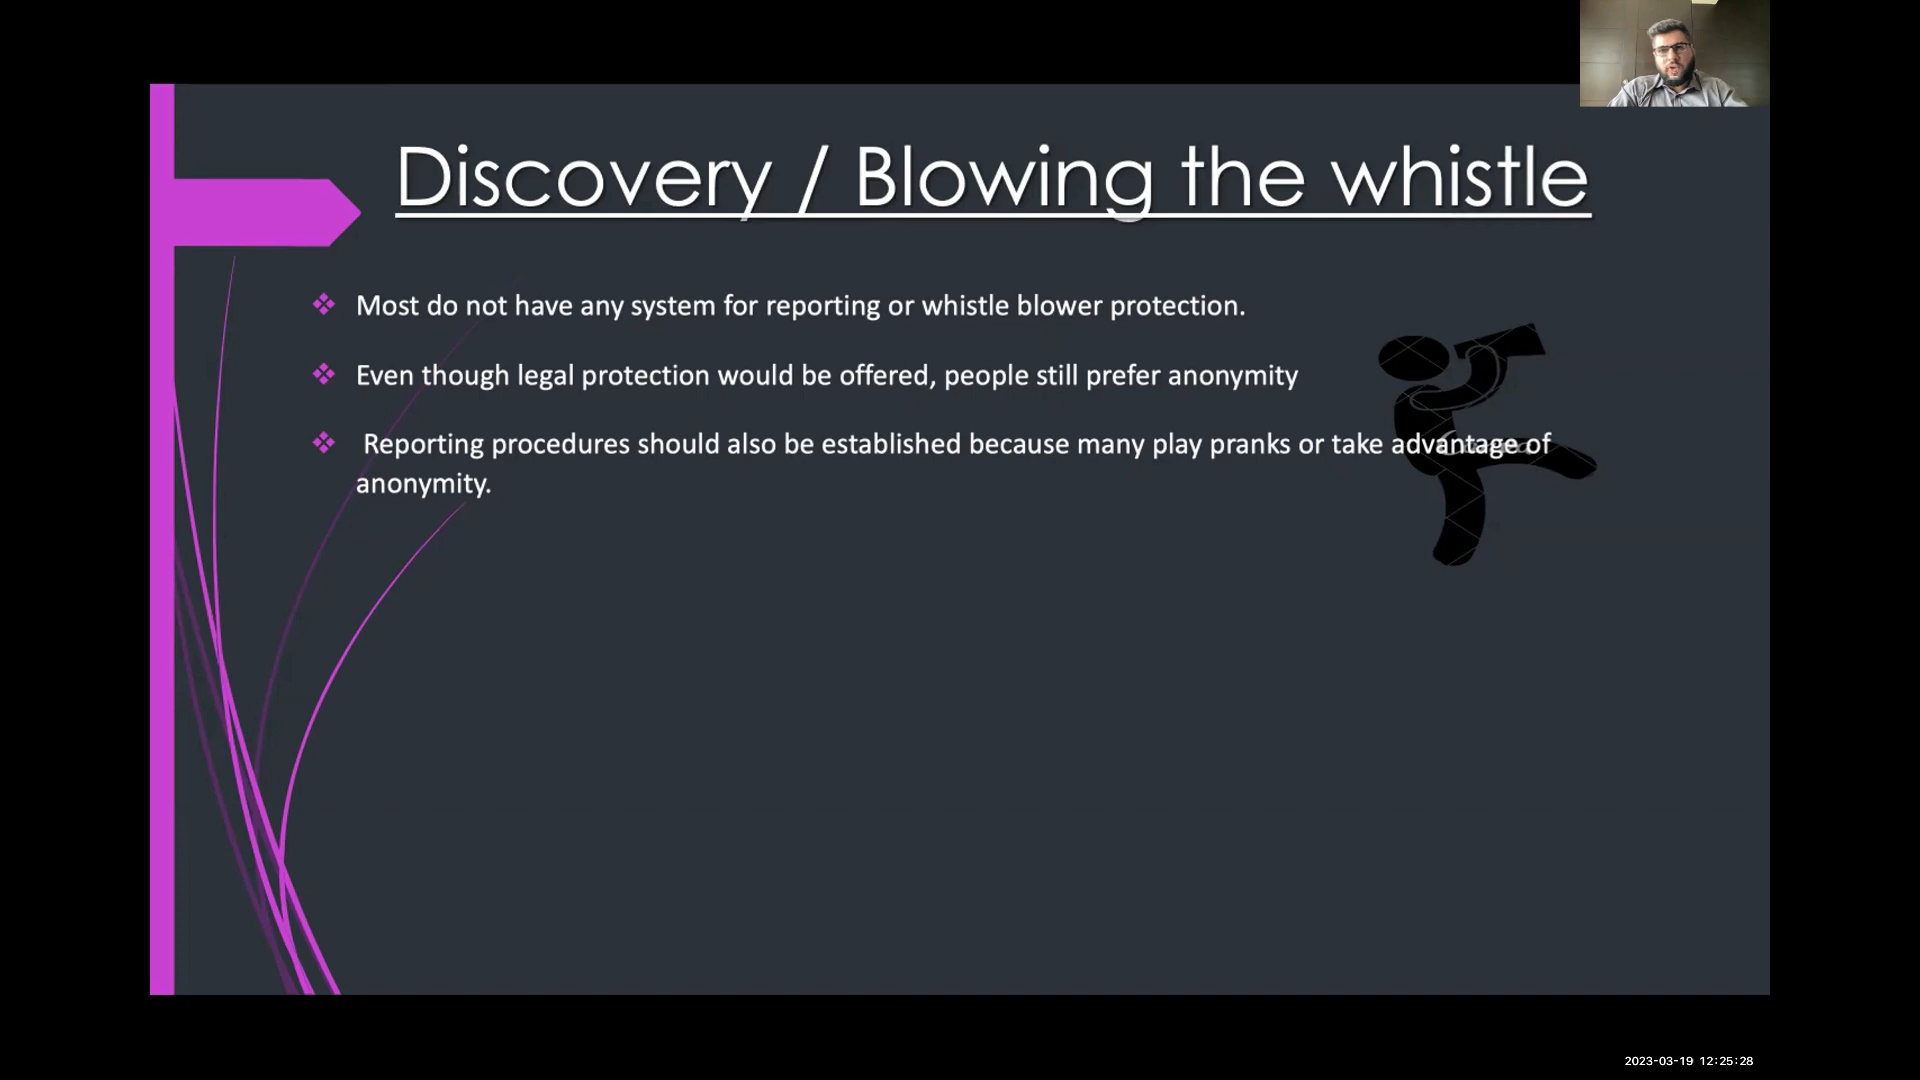 Discovery / Blowing the whistle
Most do not have any system for reporting or whistle blower protection.
Even though legal protection would be offered, people still prefer anonymity
Reporting procedures should also be established because many play pranks or take advantage of
anonymity.
2023-03-19 12:25:28